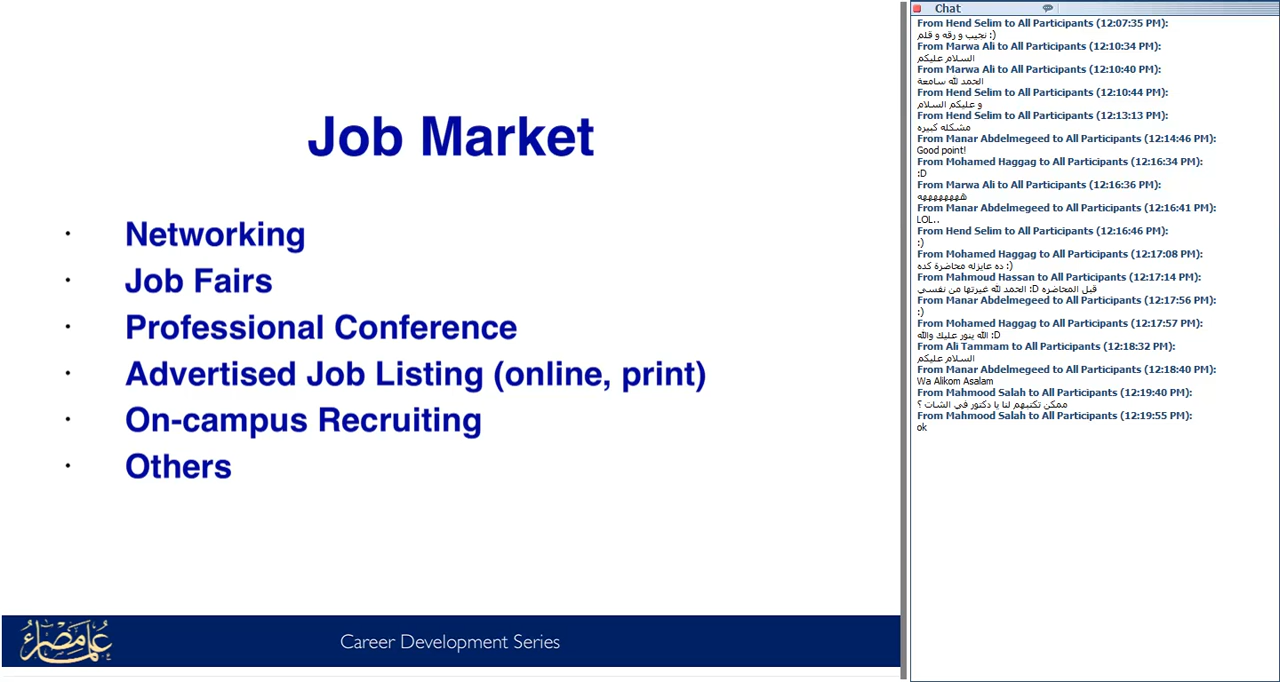 Job Market
· Networking
· Job Fairs
· Professional Conference
· Advertised Job Listing (online, print)
· On-campus Recruiting
· Others
علماء مصر
Career Development Series
Chat
From Hend Selim to All Participants (12:07:35 PM):
نجيب و رقه و قلم :)
From Marwa Ali to All Participants (12:10:34 PM):
السلام عليكم
From Marwa Ali to All Participants (12:10:40 PM):
الحمد لله سامعة
From Hend Selim to All Participants (12:10:44 PM):
و عليكم السلام
From Hend Selim to All Participants (12:13:13 PM):
مشكله كبيره
From Manar Abdelmegeed to All Participants (12:14:46 PM):
Good point!
From Mohamed Haggag to All Participants (12:16:34 PM):
:D
From Marwa Ali to All Participants (12:16:36 PM):
شههههههههه
From Manar Abdelmegeed to All Participants (12:16:41 PM):
LOL..
From Hend Selim to All Participants (12:16:46 PM):
:)
From Mohamed Haggag to All Participants (12:17:08 PM):
ده عايزله محاضرة كده :)
From Mahmoud Hassan to All Participants (12:17:14 PM):
الحمد لله غيرتها من نفسي :D قبل المحاضره
From Manar Abdelmegeed to All Participants (12:17:56 PM):
:)
From Mohamed Haggag to All Participants (12:17:57 PM):
الله ينور عليك والله :D
From Ali Tammam to All Participants (12:18:32 PM):
السلام عليكم
From Manar Abdelmegeed to All Participants (12:18:40 PM):
Wa Alikom Asalam
From Mahmood Salah to All Participants (12:19:40 PM):
ممكن تكتبهم لنا يا دكتور في الشات ؟
From Mahmood Salah to All Participants (12:19:55 PM):
ok